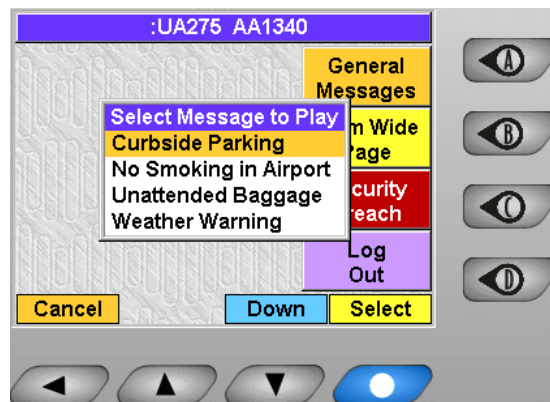 :UA275 AA1340
General
Messages
Select Message to Play
Curbside Parking
No Smoking in Airport
Unattended Baggage
Weather Warning
m Wide
age
curity
reach
Log
Out
Cancel
Down
Select
A
B
C
D